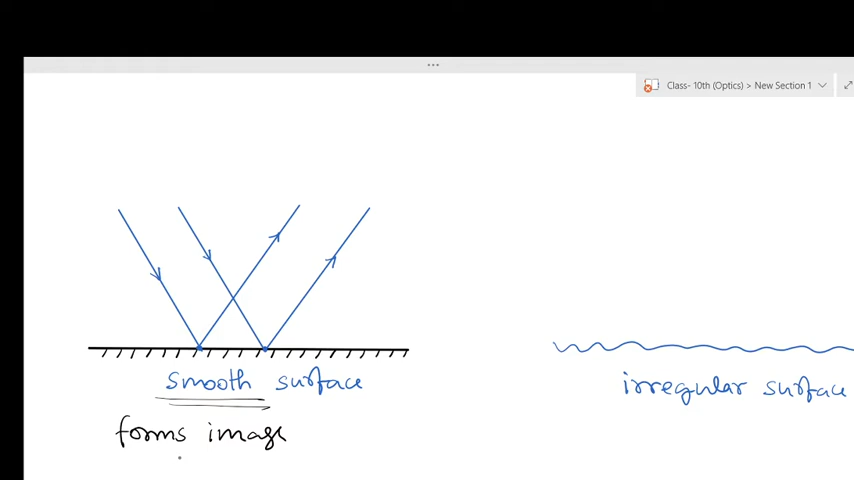 Class- 10th (Optics) > New Section 1
smooth surface
irregular surface
forms image